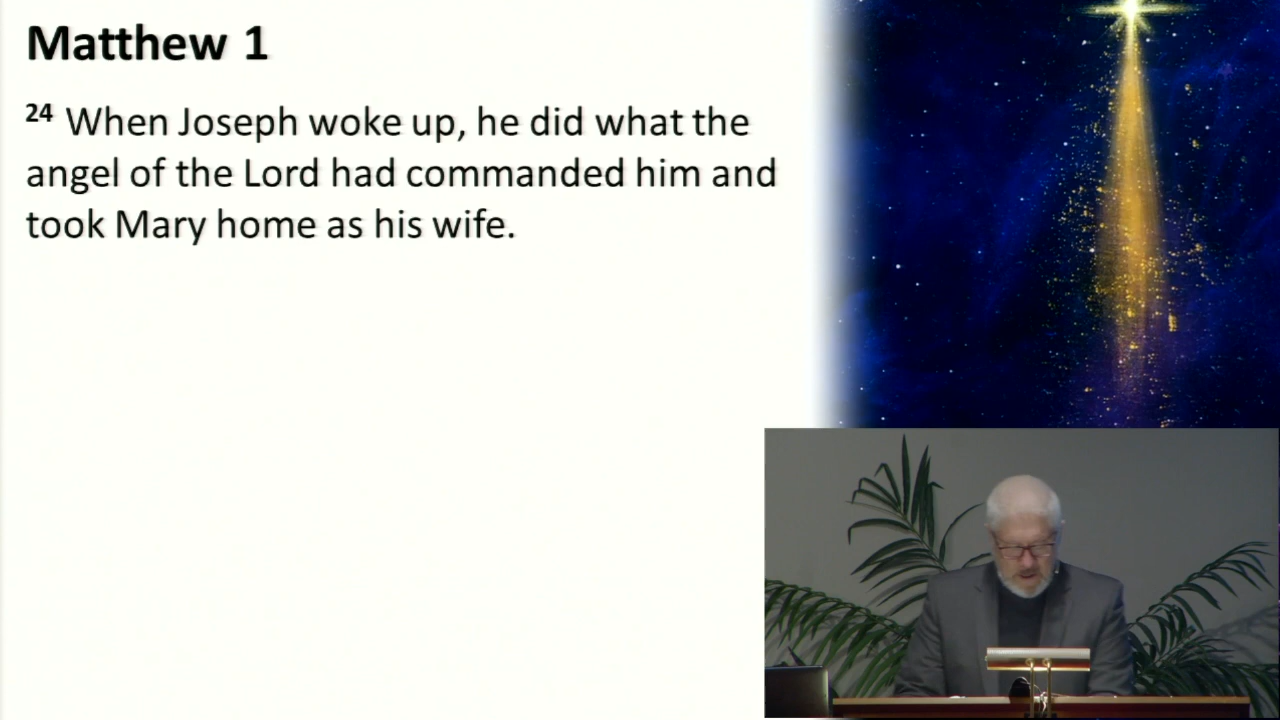 Matthew 1
24 When Joseph woke up, he did what the
angel of the Lord had commanded him and
took Mary home as his wife.